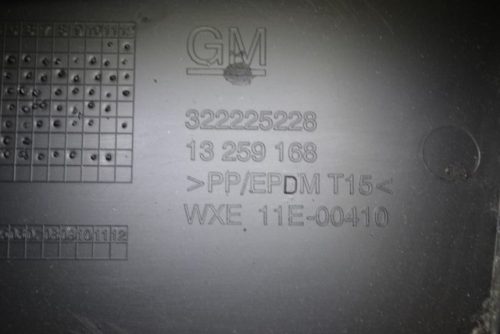 GM
322225228
13 259 168
>PP/EPDM T15<
WXE 11E-00410